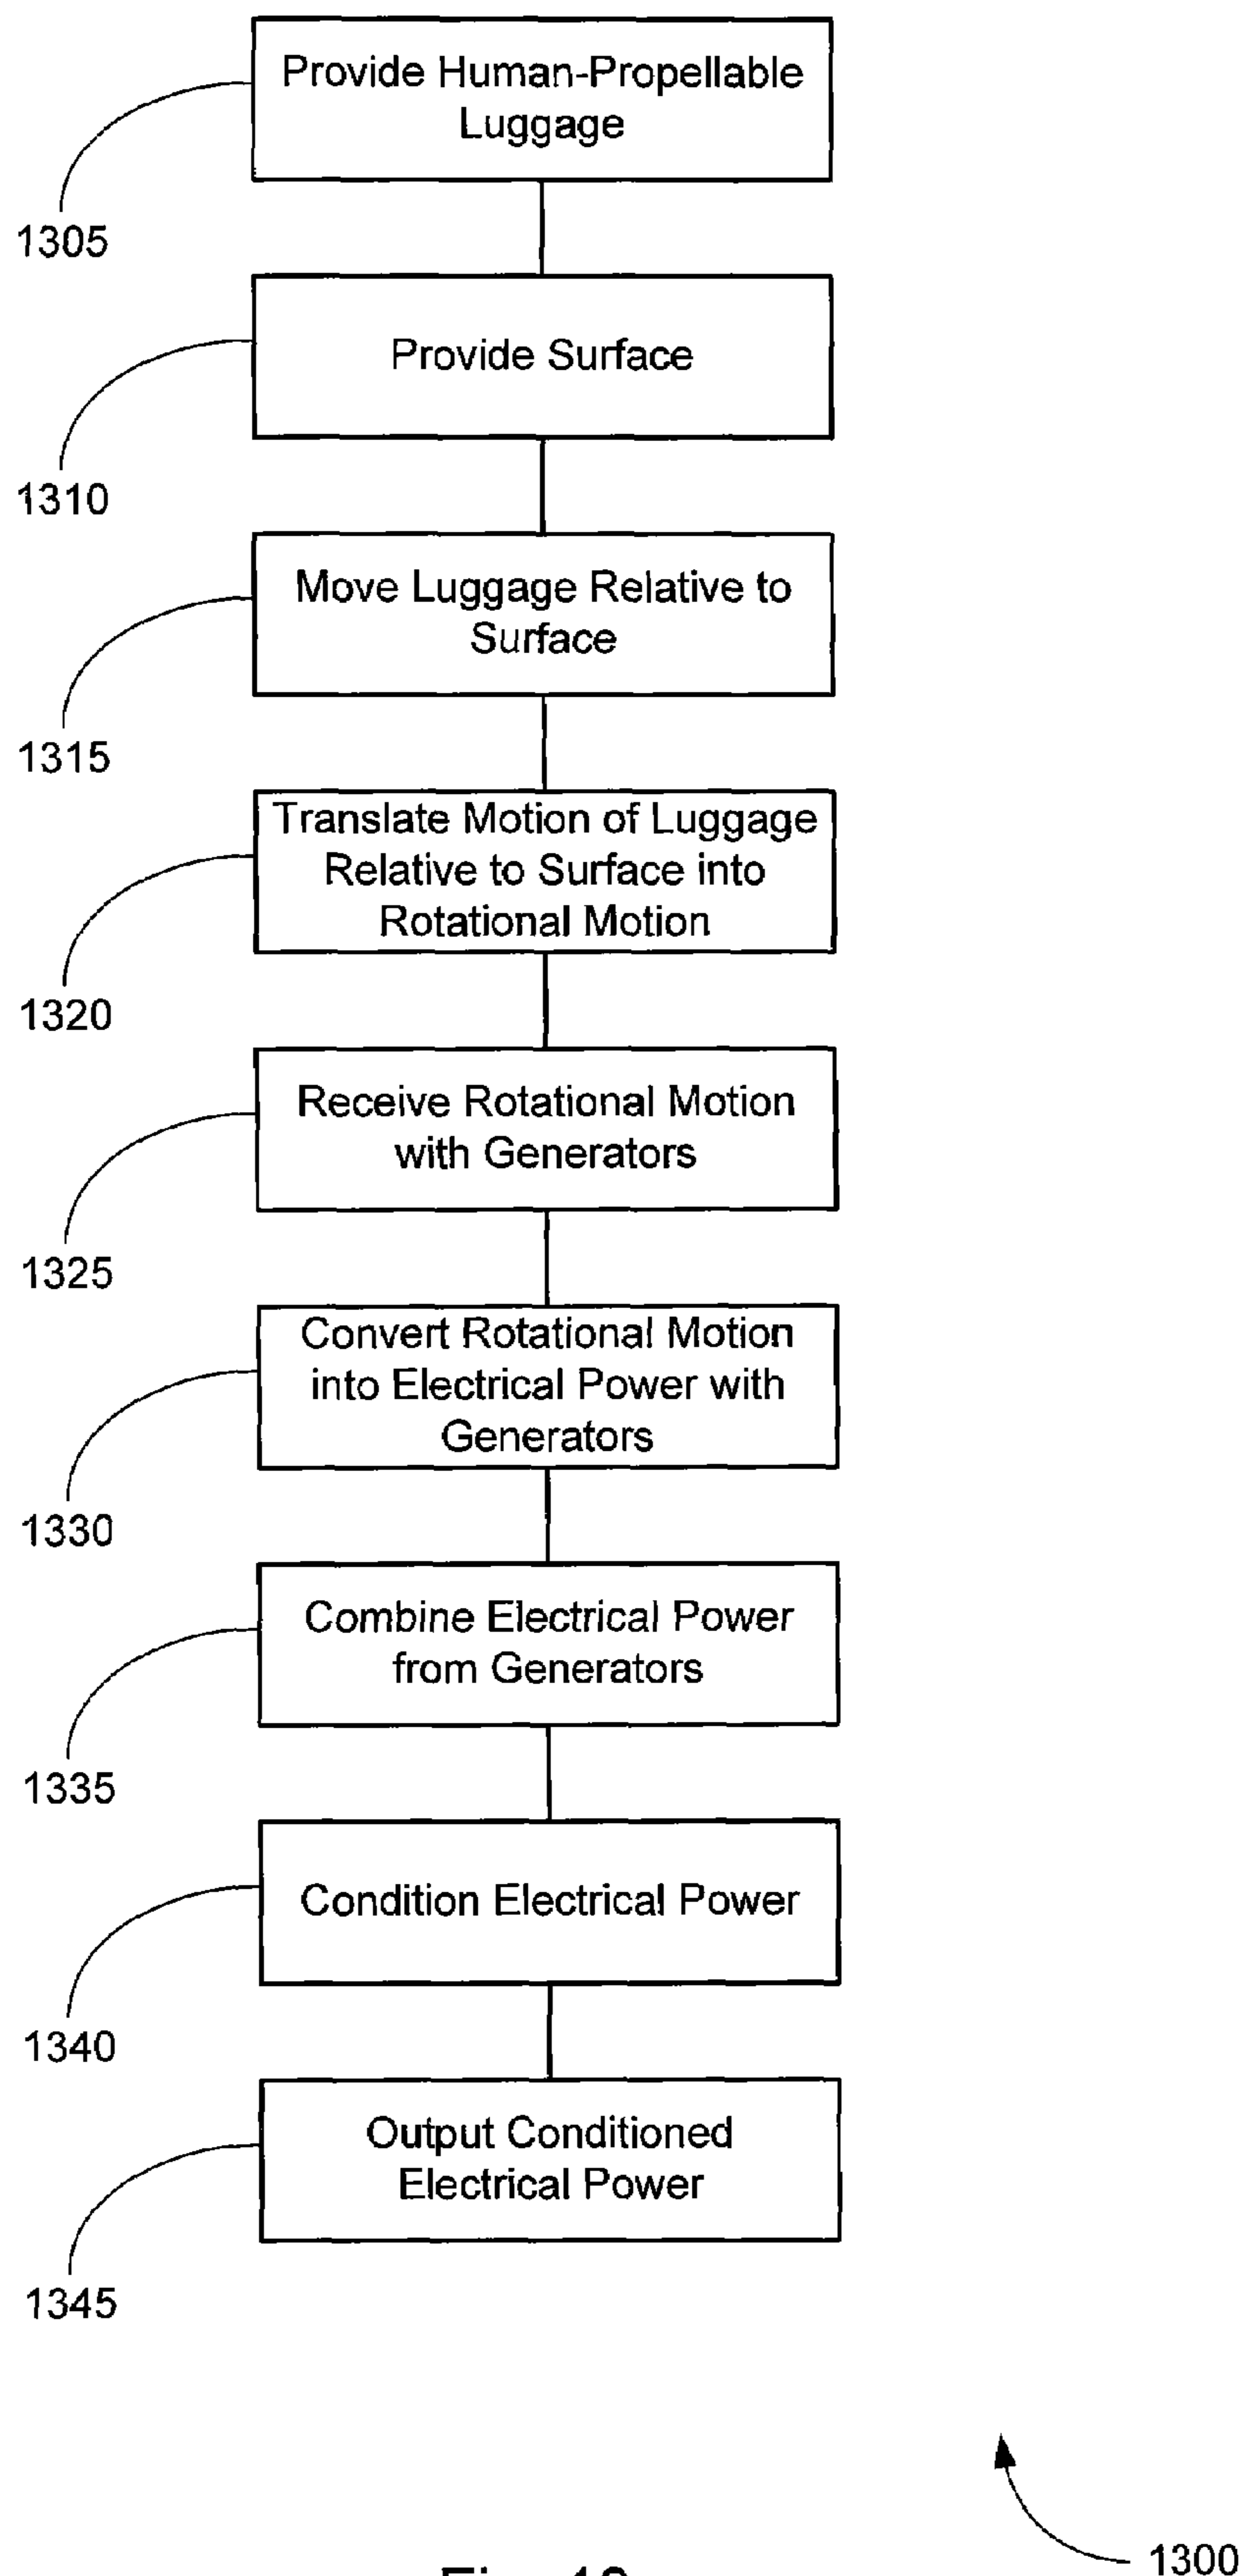 Provide Human-Propellable
Luggage
1305
Provide Surface
1310
Move Luggage Relative to
Surface
1315
Translate Motion of Luggage
Relative to Surface into
Rotational Motion
1320
Receive Rotational Motion
with Generators
1325
Convert Rotational Motion
into Electrical Power with
Generators
1330
Combine Electrical Power
from Generators
1335
Condition Electrical Power
1340
Output Conditioned
Electrical Power
1345
1300